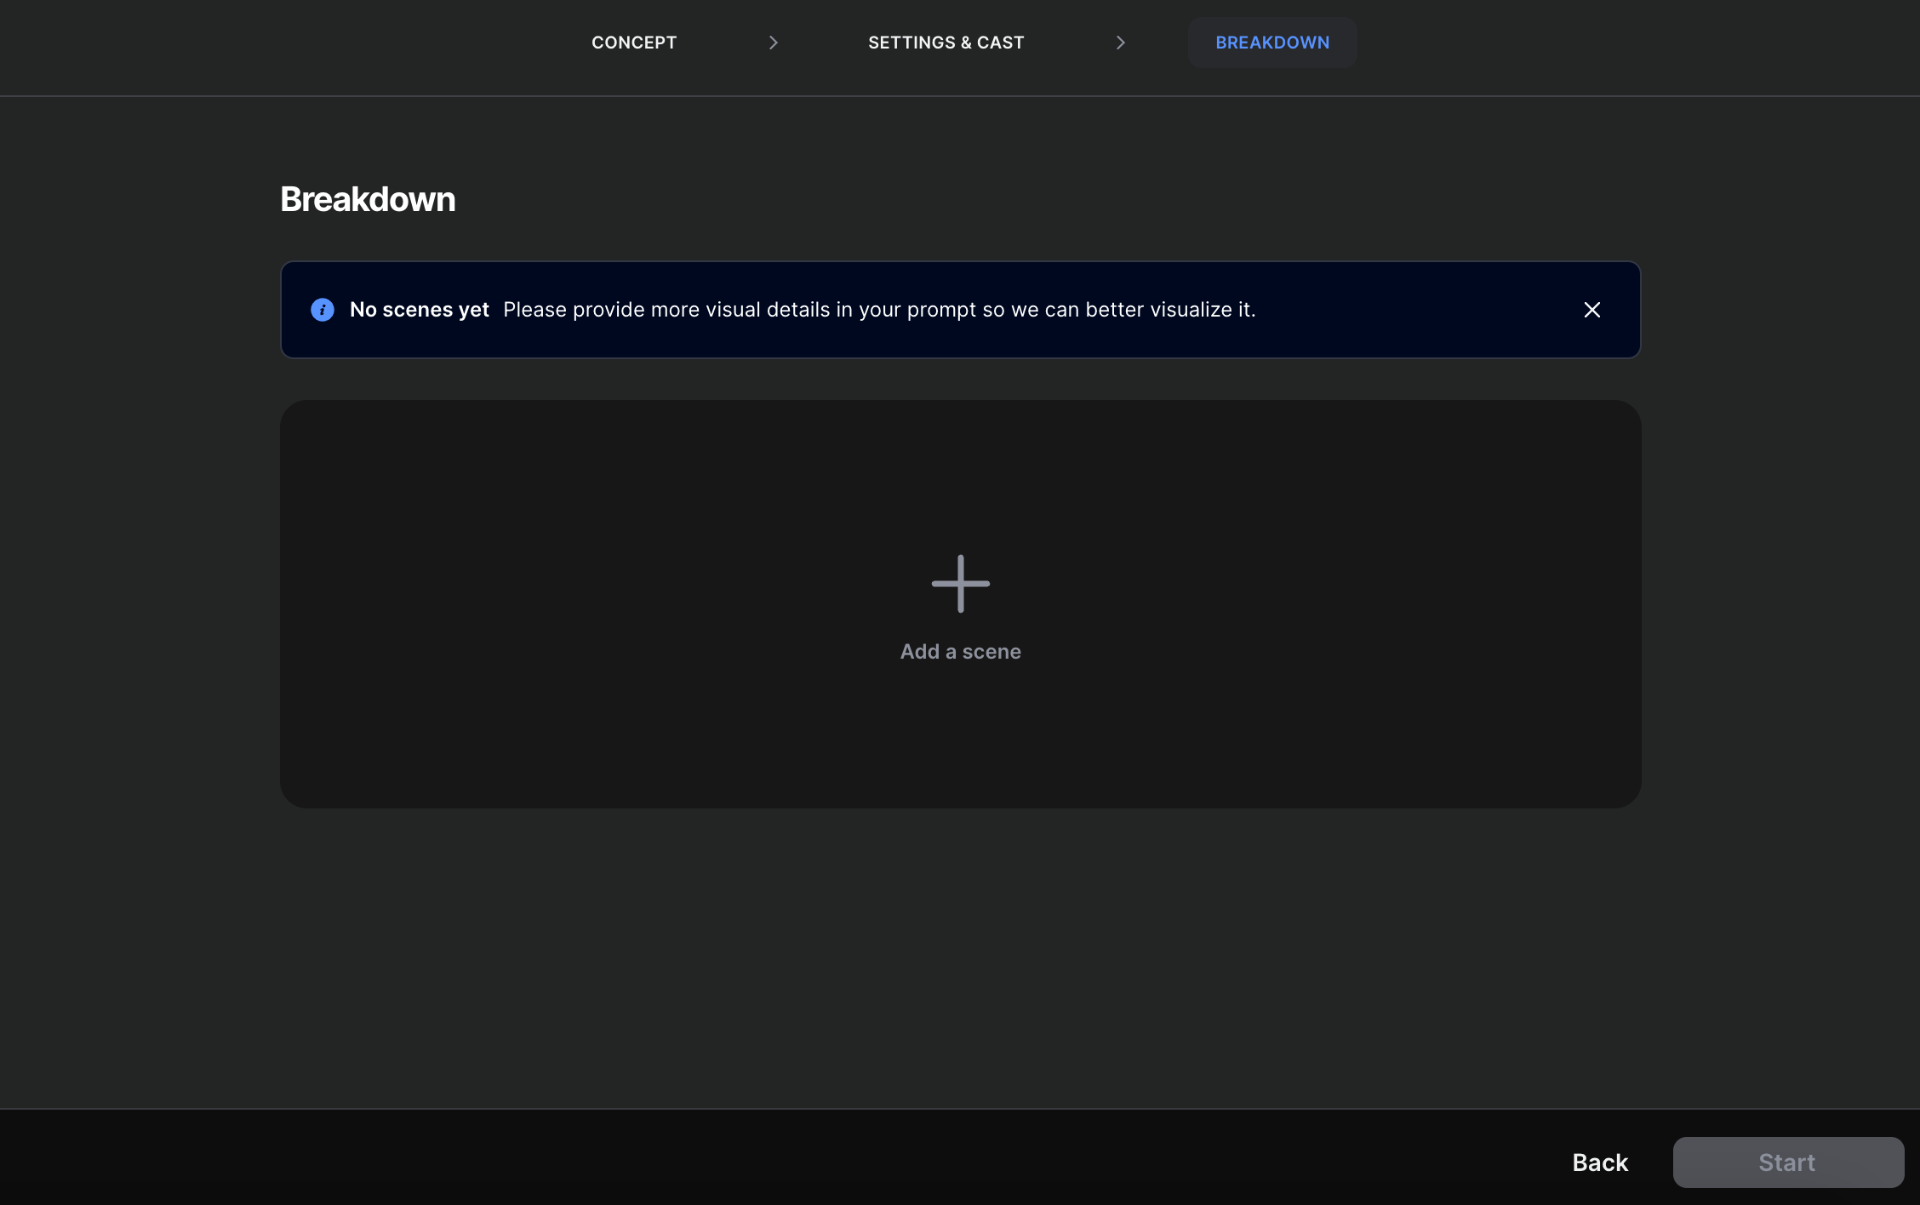 CONCEPT
SETTINGS & CAST
BREAKDOWN
Breakdown
No scenes yet Please provide more visual details in your prompt so we can better visualize it.
Add a scene
Back
Start